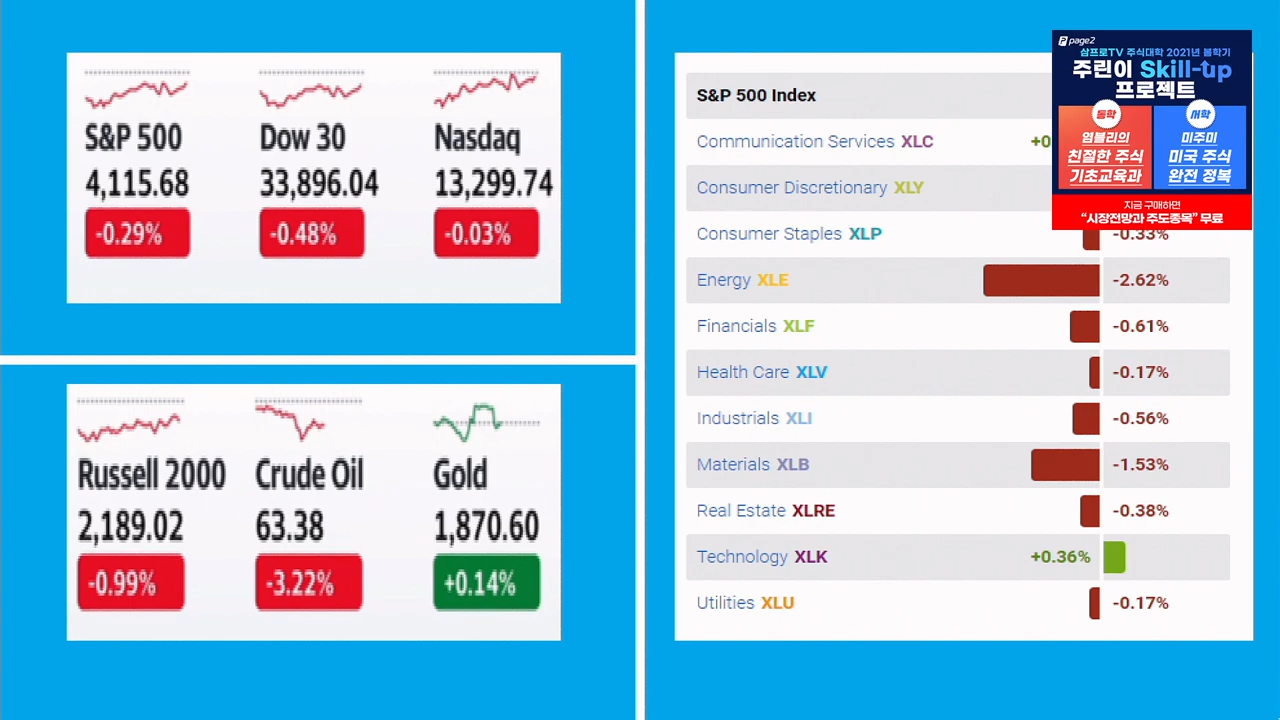 S&P 500
Dow 30
Nasdaq
4,115.68
33,896.04
13,299.74
-0.29%
-0.48%
-0.03%
Russell 2000
Crude Oil
Gold
2,189.02
63.38
1,870.60
-0.99%
-3.22%
+0.14%
S&P 500 Index
Communication Services XLC +0
Consumer Discretionary XLY
Consumer Staples XLP -0.33%
Energy XLE -2.62%
Financials XLF -0.61%
Health Care XLV -0.17%
Industrials XLI -0.56%
Materials XLB -1.53%
Real Estate XLRE -0.38%
Technology XLK +0.36%
Utilities XLU -0.17%
page2
삼프로TV 주식대학 2021년 봄학기
주린이 Skill-up
프로젝트
동학
염블리의
친절한 주식
기초교육과
서학
미주미
미국 주식
완전 정복
지금 구매하면
“시장전망과 주도종목” 무료